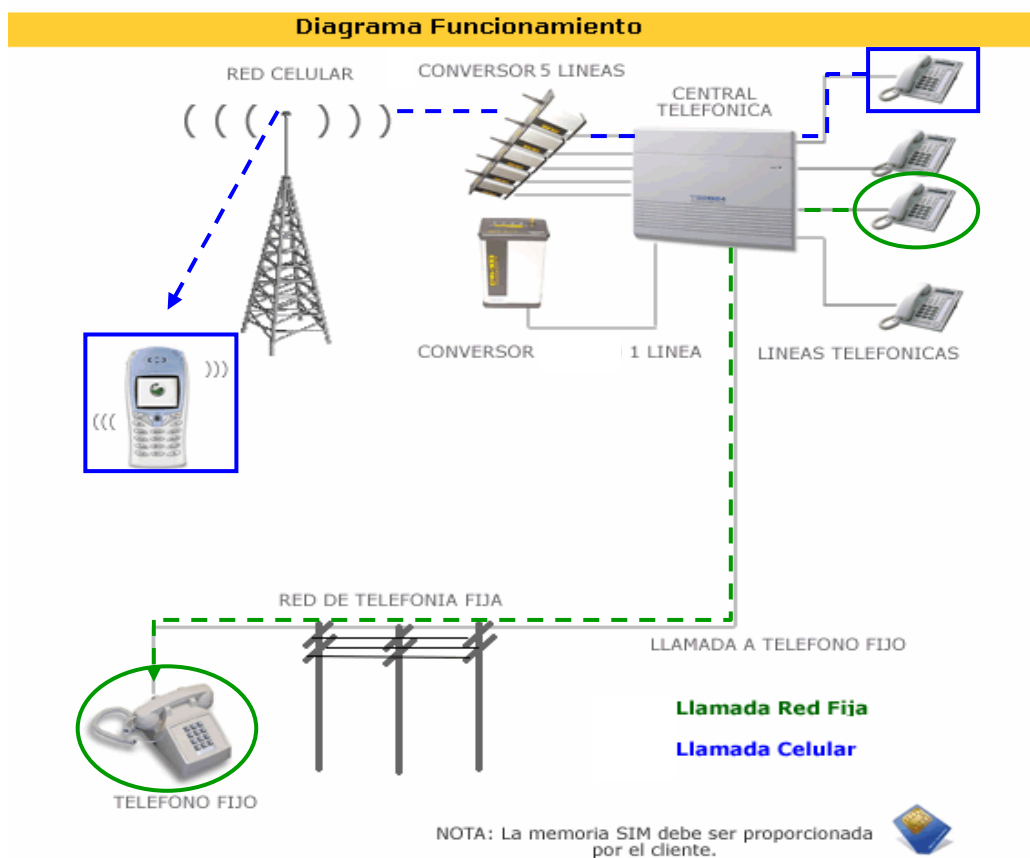 Diagrama Funcionamiento
RED CELULAR
CONVERSOR 5 LINEAS
CENTRAL
TELEFONICA
CONVERSOR
1 LINEA
LINEAS TELEFONICAS
RED DE TELEFONIA FIJA
LLAMADA A TELEFONO FIJO
Llamada Red Fija
Llamada Celular
TELEFONO FIJO
NOTA: La memoria SIM debe ser proporcionada
por el cliente.